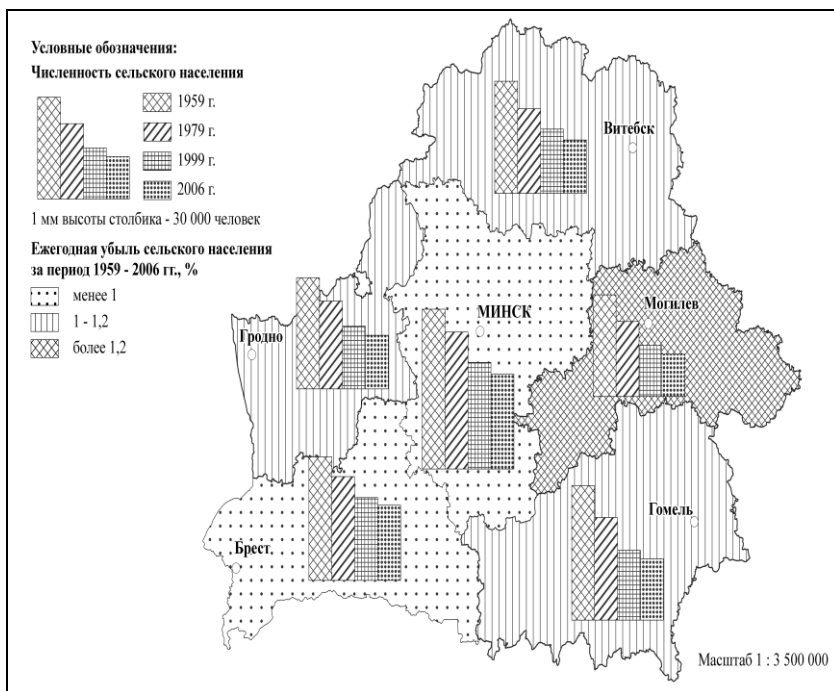 Условные обозначения:
Численность сельского населения
1959 г.
1979 г.
1999 г.
2006 г.
1 мм высоты столбика - 30 000 человек
Ежегодная убыль сельского населения
за период 1959 - 2006 гг., %
менее 1
1 - 1,2
более 1,2
Витебск
МИНСК
Могилев
Гродно
Гомель
Брест
Масштаб 1 : 3 500 000